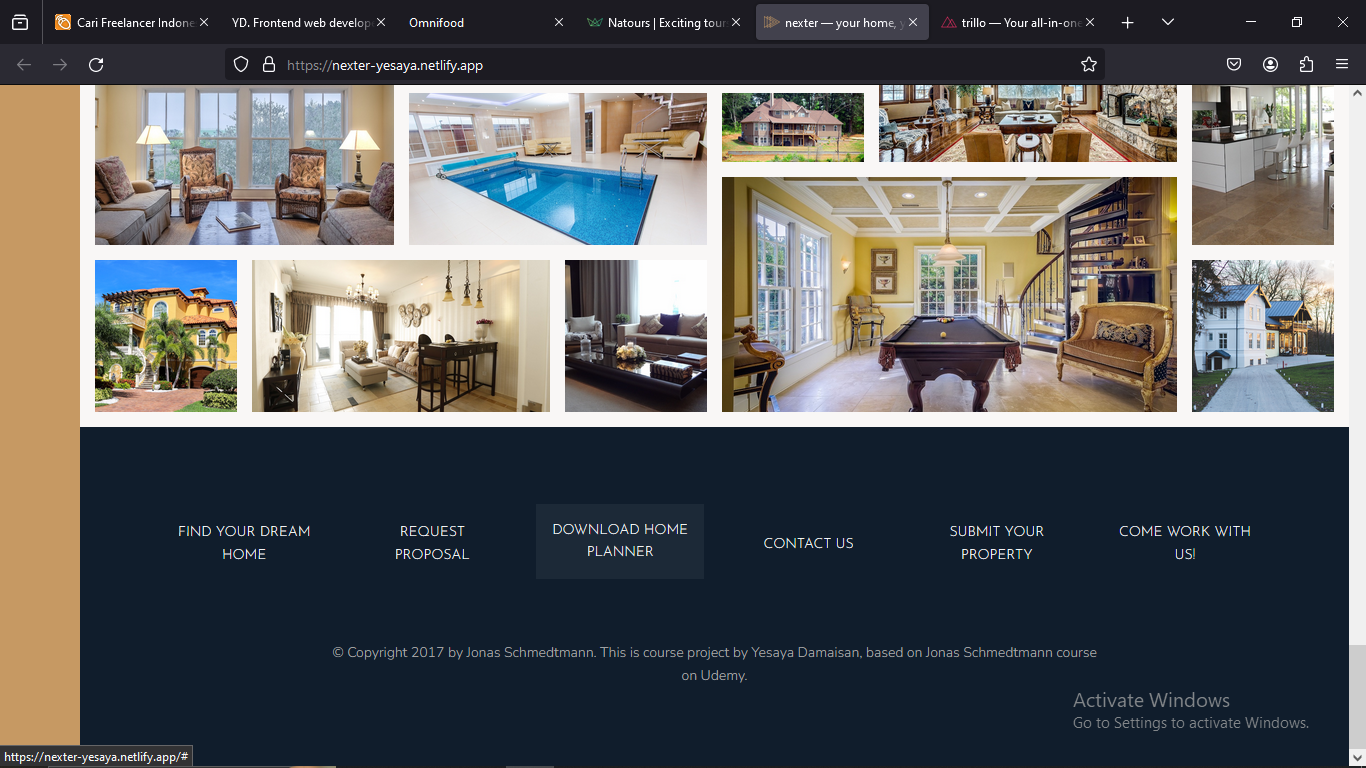 Cari Freelancer Indone
YD. Frontend web develop
Omnifood
Natours | Exciting tour
nexter — your home, y
trillo — Your all-in-one
https://nexter-yesaya.netlify.app
FIND YOUR DREAM
HOME
REQUEST
PROPOSAL
DOWNLOAD HOME
PLANNER
CONTACT US
SUBMIT YOUR
PROPERTY
COME WORK WITH
US!
© Copyright 2017 by Jonas Schmedtmann. This is course project by Yesaya Damaisan, based on Jonas Schmedtmann course
on Udemy.
Activate Windows
Go to Settings to activate Windows.
https://nexter-yesaya.netlify.app/#